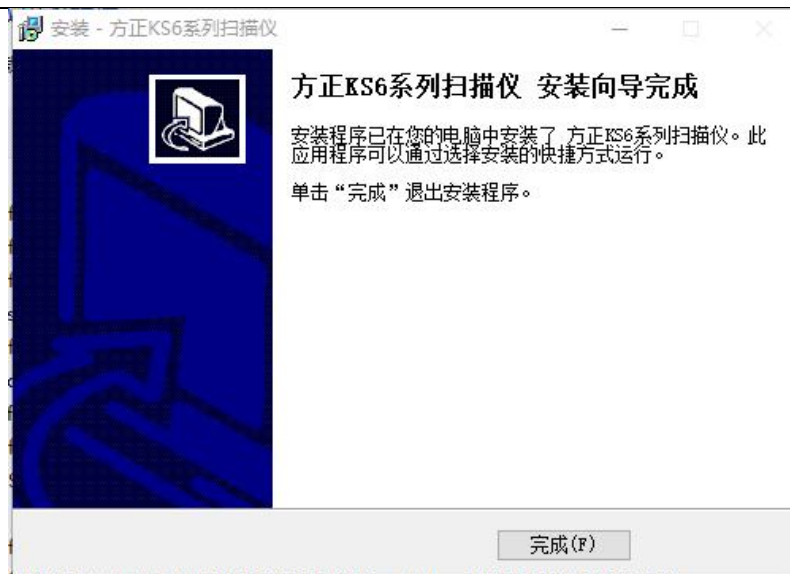 安装 - 方正KS6系列扫描仪
方正KS6系列扫描仪 安装向导完成
安装程序已在您的电脑中安装了 方正KS6系列扫描仪。此
应用程序可以通过选择安装的快捷方式运行。
单击“完成”退出安装程序。
完成(F)